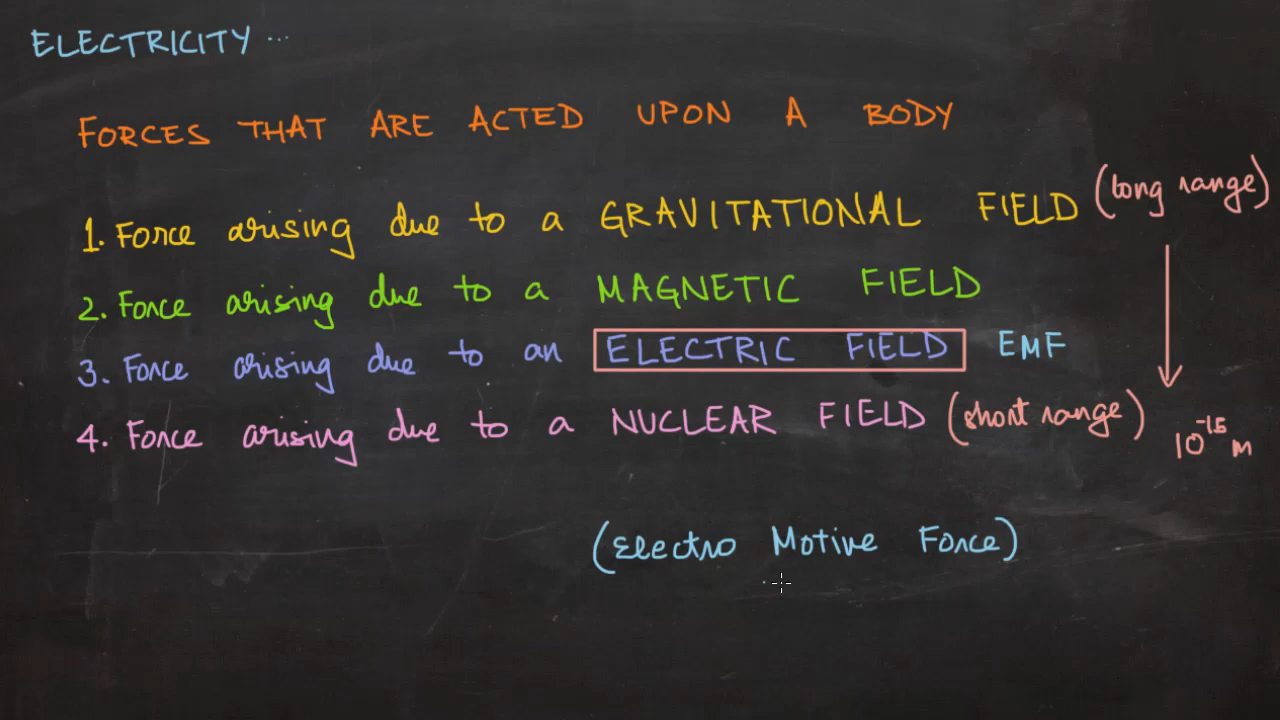 ELECTRICITY ...
FORCES THAT ARE ACTED UPON A BODY
1. Force arising due to a GRAVITATIONAL FIELD (long range)
2. Force arising due to a MAGNETIC FIELD
3. Force arising due to an ELECTRIC FIELD EMF
4. Force arising due to a NUCLEAR FIELD (short range)
10⁻¹⁵ m
(Electro Motive Force)